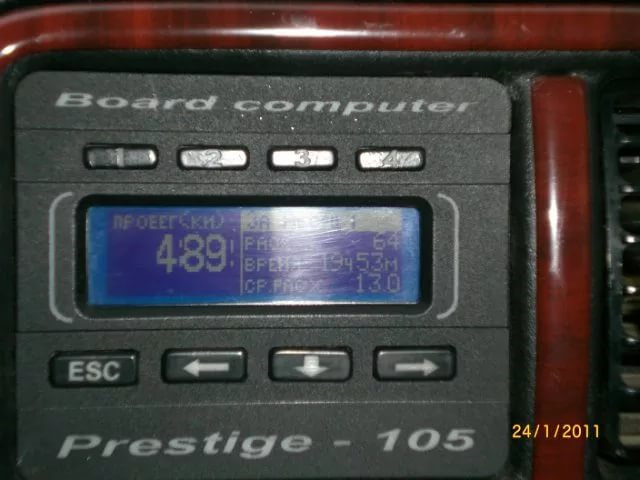 Board computer
1 2 3 4
ПРОБЕГ(КМ)
489
РАСХ 64
ВРЕМЯ 19ч53м
СР.РАСХ 13.0
ESC
Prestige - 105
24/1/2011